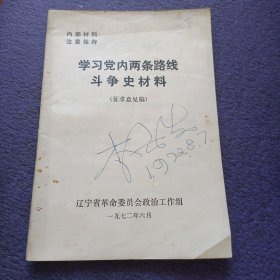 内部材料
注意保存
学习党内两条路线
斗争史材料
(征求意见稿)
1972.8.7.
辽宁省革命委员会政治工作组
一九七二年六月